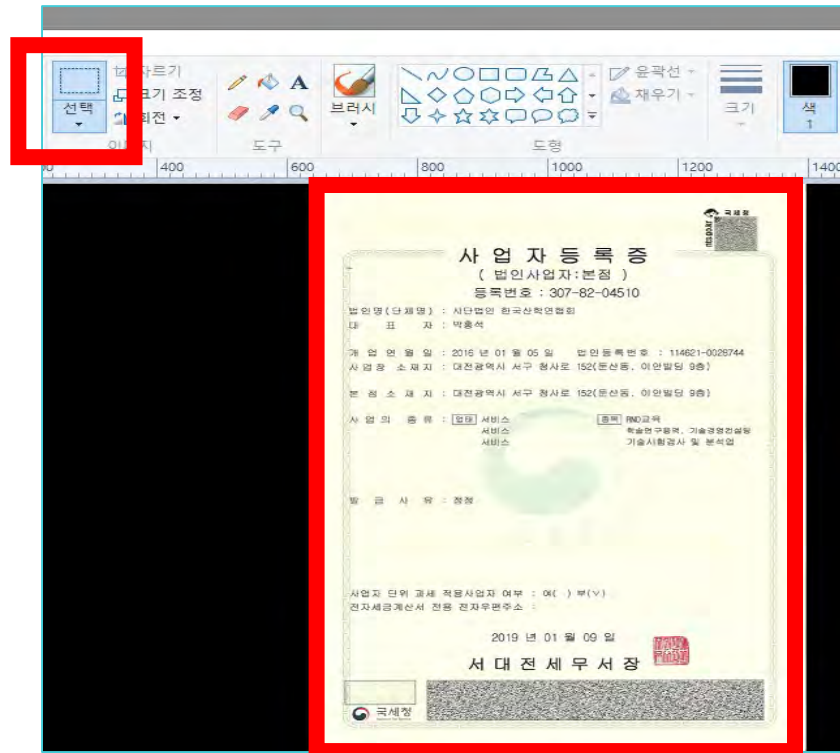 자르기
선택
크기 조정
회전
도구
A
브러시
도형
윤곽선
채우기
크기
색
1
400 600 800 1000 1200 1400
국세청
사업자등록증
( 법인사업자:본점 )
등록번호 : 307-82-04510
법인명(단체명) : 사단법인 한국산학연협회
대 표 자 : 박흥석
개 업 연 월 일 : 2016 년 01 월 05 일 법인등록번호 : 114621-0028744
사 업 장 소 재 지 : 대전광역시 서구 청사로 152(둔산동, 이안빌딩 9층)
본 점 소 재 지 : 대전광역시 서구 청사로 152(둔산동, 이안빌딩 9층)
사 업 의 종 류 : 업태 서비스 종목 RND교육
서비스 학술연구용역, 기술경영컨설팅
서비스 기술시험검사 및 분석업
발 급 사 유 : 정정
사업자 단위 과세 적용사업자 여부 : 여( ) 부(∨)
전자세금계산서 전용 전자우편주소 :
2019 년 01 월 09 일
서대전세무서장
국세청